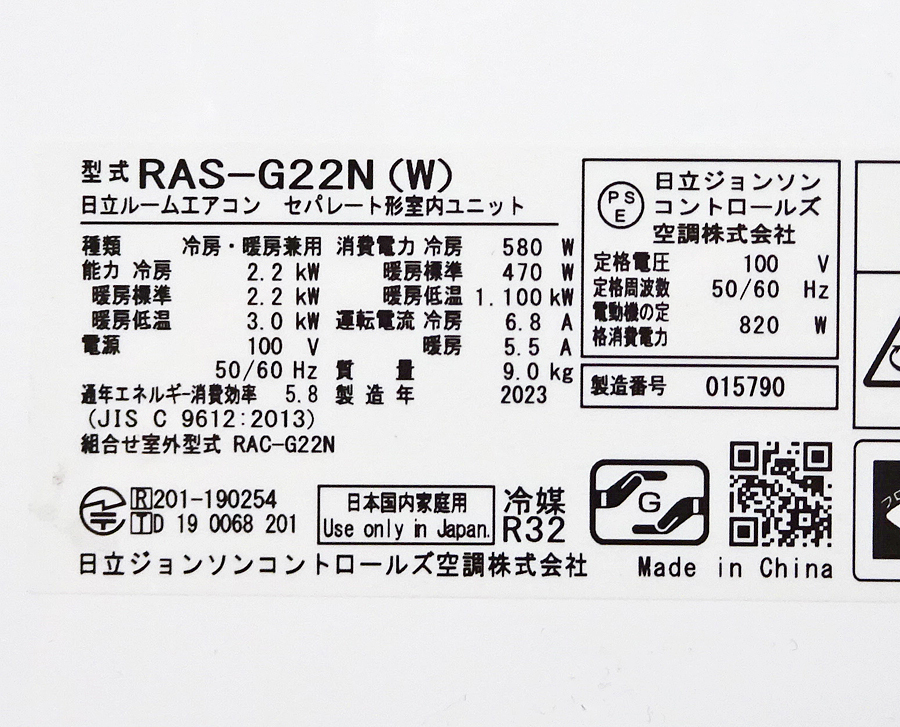 型式 RAS-G22N (W)
日立ルームエアコン セパレート形室内ユニット
種類 冷房・暖房兼用
能力 冷房 2.2 kW
暖房標準 2.2 kW
暖房低温 3.0 kW
電源 100 V
50/60 Hz
通年エネルギー消費効率 5.8
(JIS C 9612:2013)
組合せ室外型式 RAC-G22N
消費電力 冷房 580 W
暖房標準 470 W
暖房低温 1.100 kW
運転電流 冷房 6.8 A
暖房 5.5 A
質量 9.0 kg
製造年 2023
PS
E
日立ジョンソン
コントロールズ
空調株式会社
定格電圧 100 V
定格周波数 50/60 Hz
電動機の定
格消費電力 820 W
製造番号 015790
R 201-190254
T D 19 0068 201
日本国内家庭用
Use only in Japan.
冷媒
R32
G
日立ジョンソンコントロールズ空調株式会社
Made in China